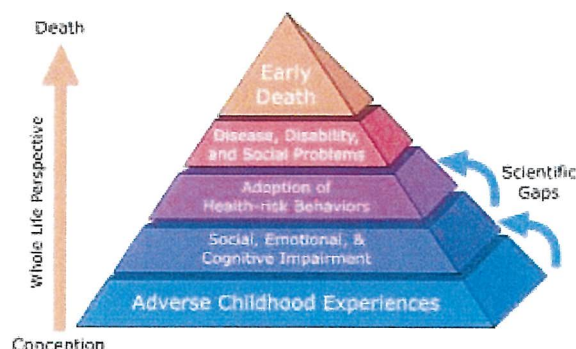 Death
Early
Death
Disease, Disability,
and Social Problems
Scientific
Gaps
Adoption of
Health-risk Behaviors
Whole Life Perspective
Social, Emotional, &
Cognitive Impairment
Adverse Childhood Experiences
Conception